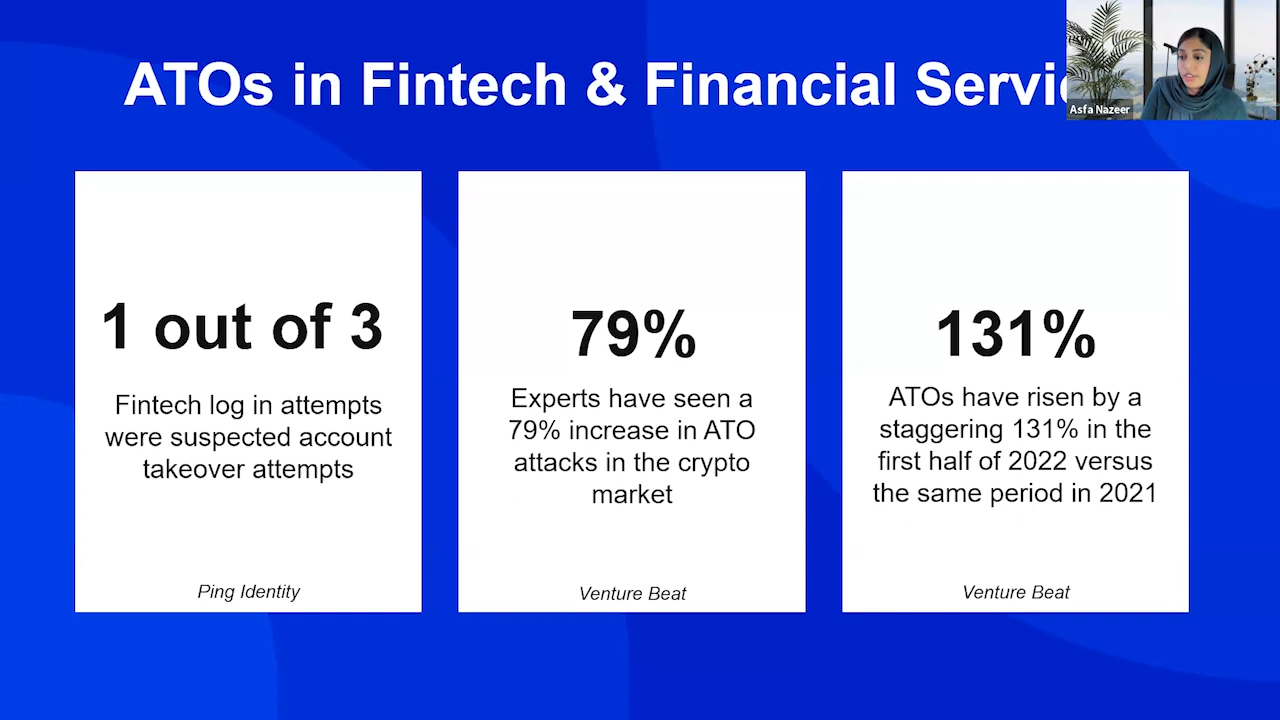 ATOs in Fintech & Financial Servi
Asfa Nazeer
1 out of 3
Fintech log in attempts
were suspected account
takeover attempts
Ping Identity
79%
Experts have seen a
79% increase in ATO
attacks in the crypto
market
Venture Beat
131%
ATOs have risen by a
staggering 131% in the
first half of 2022 versus
the same period in 2021
Venture Beat